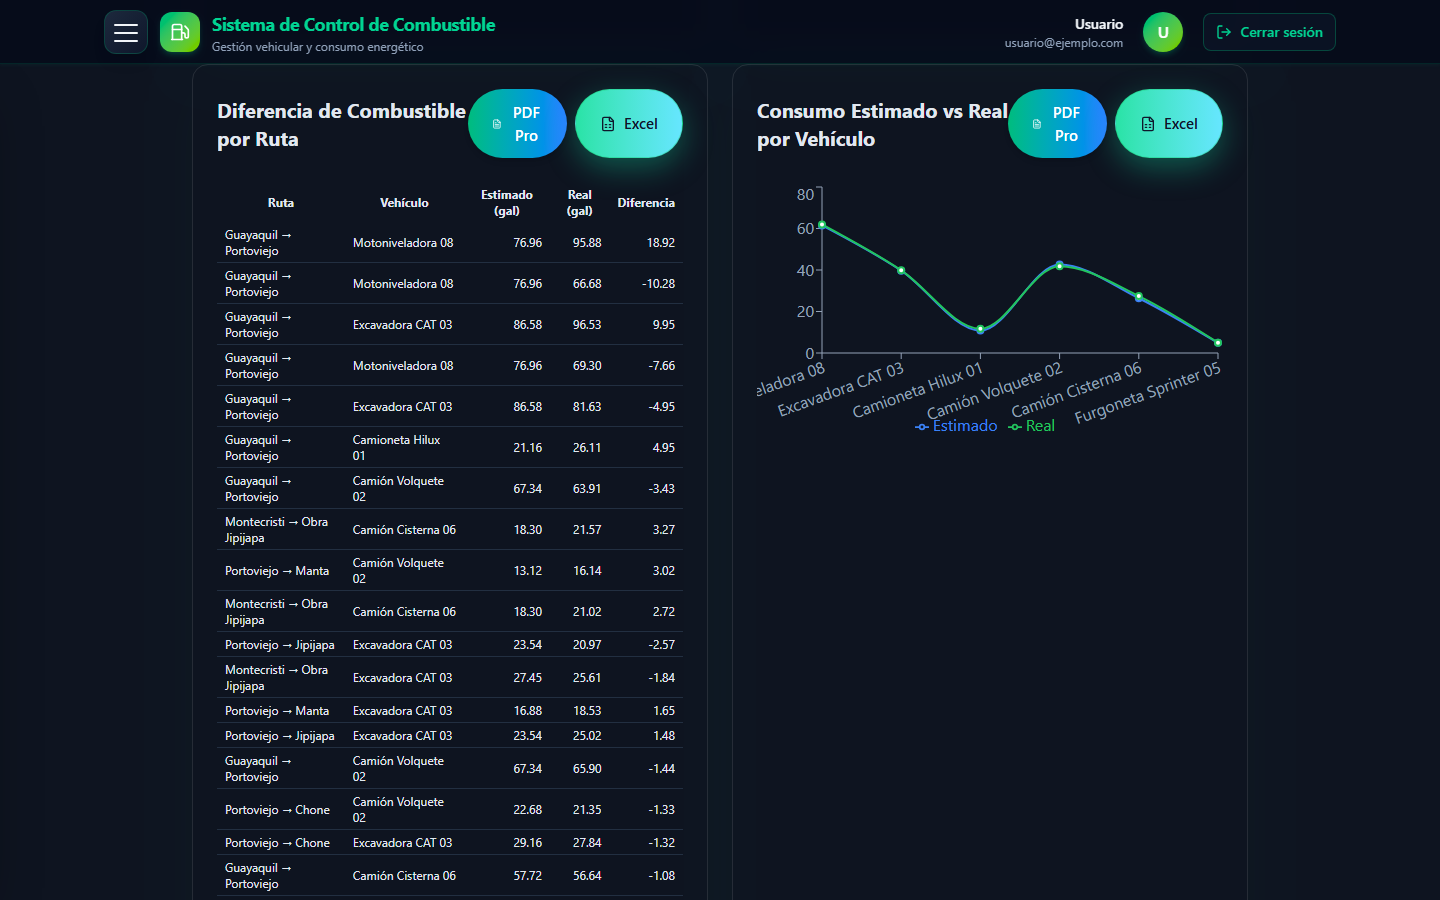 Sistema de Control de Combustible
Gestión vehicular y consumo energético
Usuario
usuario@ejemplo.com
U
Cerrar sesión
Diferencia de Combustible
por Ruta
PDF
Pro
Excel
Ruta Vehículo Estimado (gal) Real (gal) Diferencia
Guayaquil → Portoviejo Motoniveladora 08 76.96 95.88 18.92
Guayaquil → Portoviejo Motoniveladora 08 76.96 66.68 -10.28
Guayaquil → Portoviejo Excavadora CAT 03 86.58 96.53 9.95
Guayaquil → Portoviejo Motoniveladora 08 76.96 69.30 -7.66
Guayaquil → Portoviejo Excavadora CAT 03 86.58 81.63 -4.95
Guayaquil → Portoviejo Camioneta Hilux 01 21.16 26.11 4.95
Guayaquil → Portoviejo Camión Volquete 02 67.34 63.91 -3.43
Montecristi → Obra Jipijapa Camión Cisterna 06 18.30 21.57 3.27
Portoviejo → Manta Camión Volquete 02 13.12 16.14 3.02
Montecristi → Obra Jipijapa Camión Cisterna 06 18.30 21.02 2.72
Portoviejo → Jipijapa Excavadora CAT 03 23.54 20.97 -2.57
Montecristi → Obra Jipijapa Excavadora CAT 03 27.45 25.61 -1.84
Portoviejo → Manta Excavadora CAT 03 16.88 18.53 1.65
Portoviejo → Jipijapa Excavadora CAT 03 23.54 25.02 1.48
Guayaquil → Portoviejo Camión Volquete 02 67.34 65.90 -1.44
Portoviejo → Chone Camión Volquete 02 22.68 21.35 -1.33
Portoviejo → Chone Excavadora CAT 03 29.16 27.84 -1.32
Guayaquil → Portoviejo Camión Cisterna 06 57.72 56.64 -1.08
Consumo Estimado vs Real
por Vehículo
PDF
Pro
Excel
80
60
40
20
0
eladora 08
Excavadora CAT 03
Camioneta Hilux 01
Camión Volquete 02
Camión Cisterna 06
Furgoneta Sprinter 05
Estimado Real